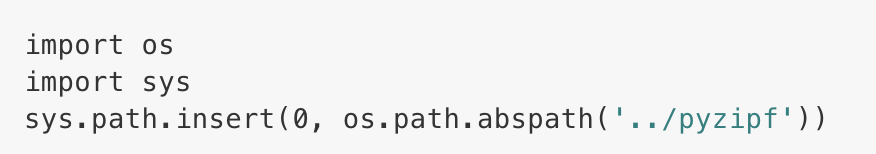 import os
import sys
sys.path.insert(0, os.path.abspath('../pyzipf'))